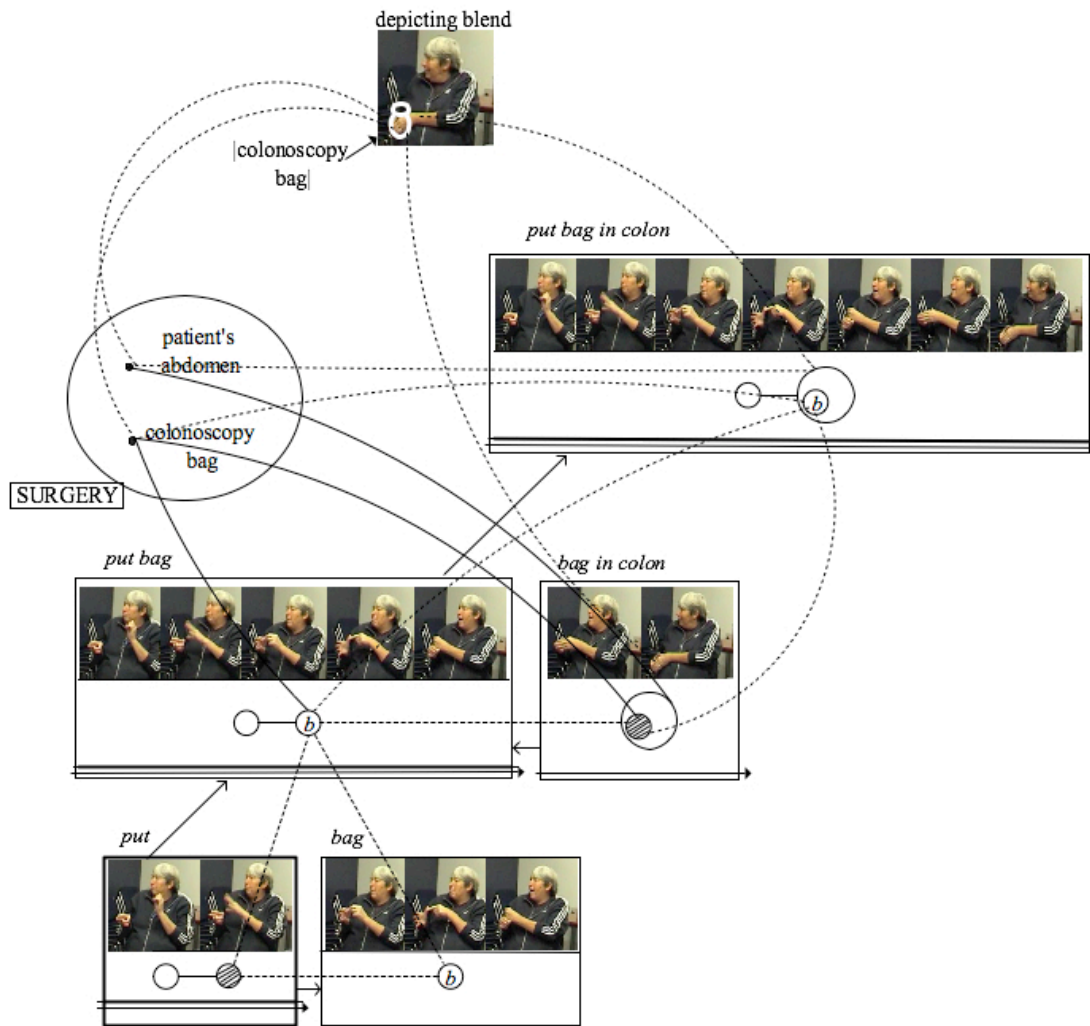 depicting blend
|colonoscopy
bag|
put bag in colon
patient's
abdomen
b
colonoscopy
bag
SURGERY
put bag
bag in colon
b
put
bag
b